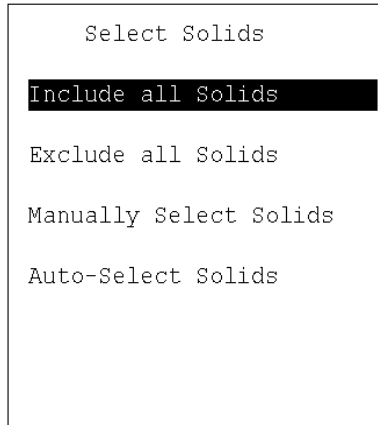 Select Solids
Include all Solids
Exclude all Solids
Manually Select Solids
Auto-Select Solids